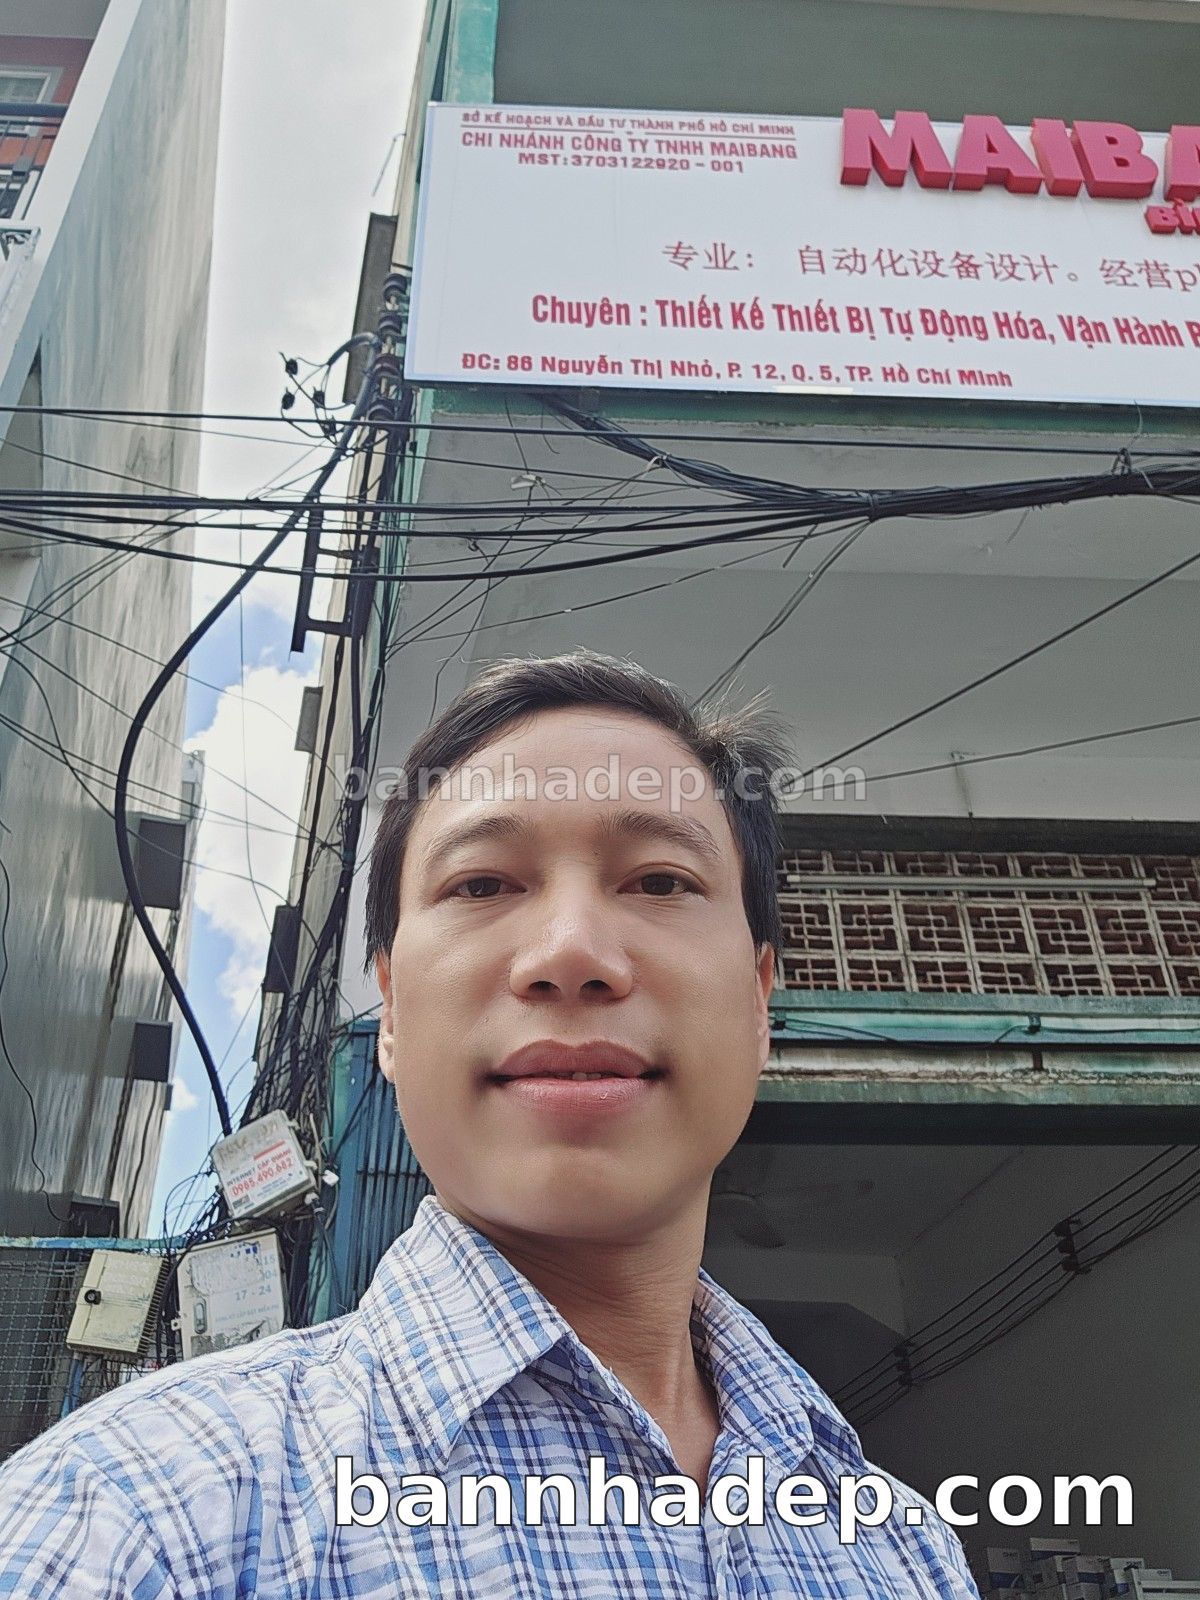 SỞ KẾ HOẠCH VÀ ĐẦU TƯ THÀNH PHỐ HỒ CHÍ MINH
CHI NHÁNH CÔNG TY TNHH MAIBANG
MST:3703122920 - 001
MAIBA
专业： 自动化设备设计。经营
Chuyên : Thiết Kế Thiết Bị Tự Động Hóa, Vận Hành
ĐC: 86 Nguyễn Thị Nhỏ, P. 12, Q. 5, TP. Hồ Chí Minh
bannhadep.com
INTERNET CÁP QUANG
0985.490.682
17 - 24
bannhadep.com